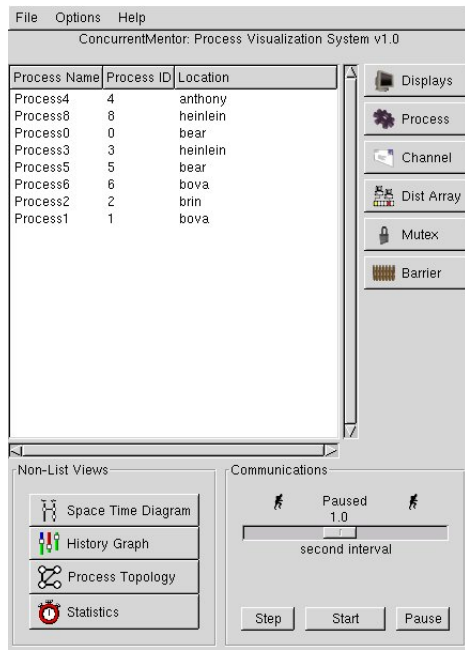 File Options Help
ConcurrentMentor: Process Visualization System v1.0
Process Name Process ID Location
Process4 4 anthony
Process8 8 heinlein
Process0 0 bear
Process3 3 heinlein
Process5 5 bear
Process6 6 bova
Process2 2 brin
Process1 1 bova
Displays
Process
Channel
Dist Array
Mutex
Barrier
Non-List Views
Space Time Diagram
History Graph
Process Topology
Statistics
Communications
Paused
1.0
second interval
Step Start Pause